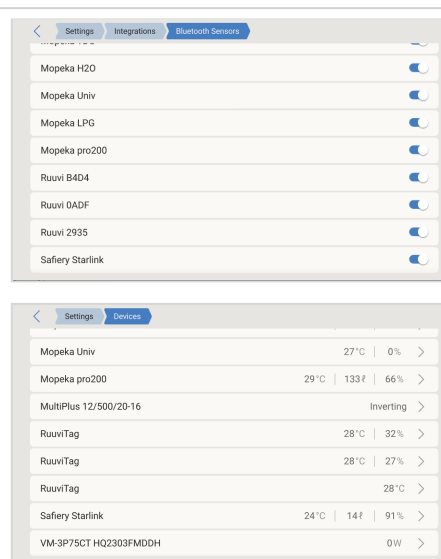 Settings Integrations Bluetooth Sensors
Mopeka H2O
Mopeka Univ
Mopeka LPG
Mopeka pro200
Ruuvi B4D4
Ruuvi 0ADF
Ruuvi 2935
Safiery Starlink
Settings Devices
Mopeka Univ 27°C 0%
Mopeka pro200 29°C 133ℓ 66%
MultiPlus 12/500/20-16 Inverting
RuuviTag 28°C 32%
RuuviTag 28°C 27%
RuuviTag 28°C
Safiery Starlink 24°C 14ℓ 91%
VM-3P75CT HQ2303FMDDH 0W